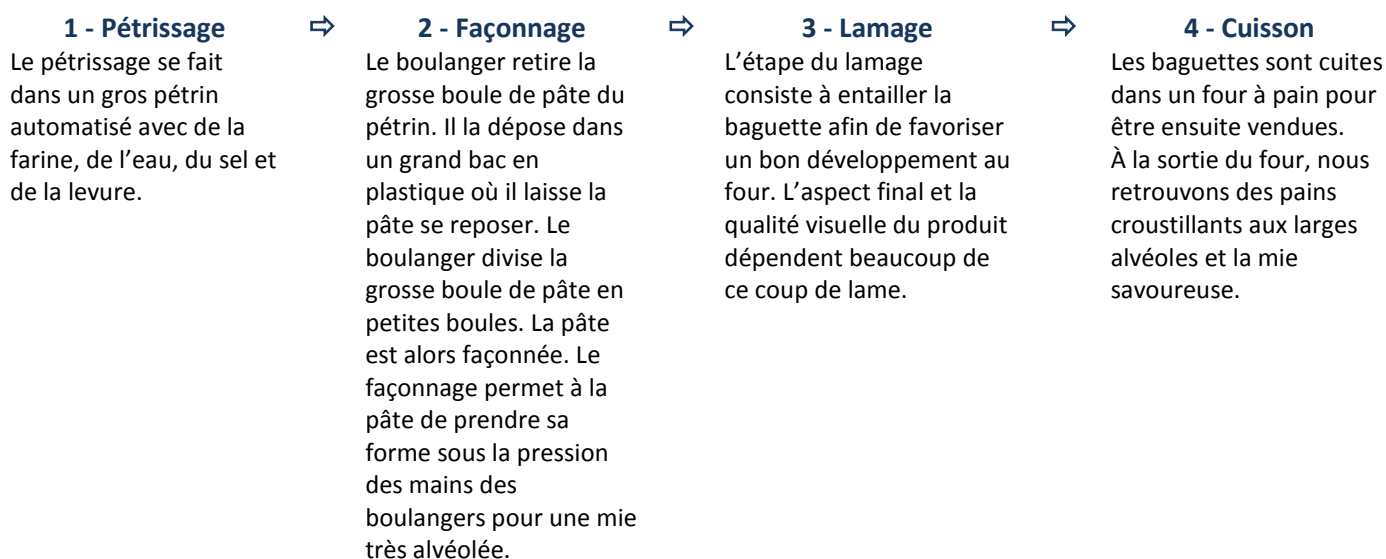 1 - Pétrissage
Le pétrissage se fait
dans un gros pétrin
automatisé avec de la
farine, de l’eau, du sel et
de la levure.
⇨
2 - Façonnage
Le boulanger retire la
grosse boule de pâte du
pétrin. Il la dépose dans
un grand bac en
plastique où il laisse la
pâte se reposer. Le
boulanger divise la
grosse boule de pâte en
petites boules. La pâte
est alors façonnée. Le
façonnage permet à la
pâte de prendre sa
forme sous la pression
des mains des
boulangers pour une mie
très alvéolée.
⇨
3 - Lamage
L’étape du lamage
consiste à entailler la
baguette afin de favoriser
un bon développement au
four. L’aspect final et la
qualité visuelle du produit
dépendent beaucoup de
ce coup de lame.
⇨
4 - Cuisson
Les baguettes sont cuites
dans un four à pain pour
être ensuite vendues.
À la sortie du four, nous
retrouvons des pains
croustillants aux larges
alvéoles et la mie
savoureuse.